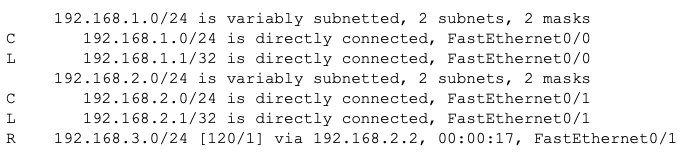 192.168.1.0/24 is variably subnetted, 2 subnets, 2 masks
C       192.168.1.0/24 is directly connected, FastEthernet0/0
L       192.168.1.1/32 is directly connected, FastEthernet0/0
     192.168.2.0/24 is variably subnetted, 2 subnets, 2 masks
C       192.168.2.0/24 is directly connected, FastEthernet0/1
L       192.168.2.1/32 is directly connected, FastEthernet0/1
R    192.168.3.0/24 [120/1] via 192.168.2.2, 00:00:17, FastEthernet0/1